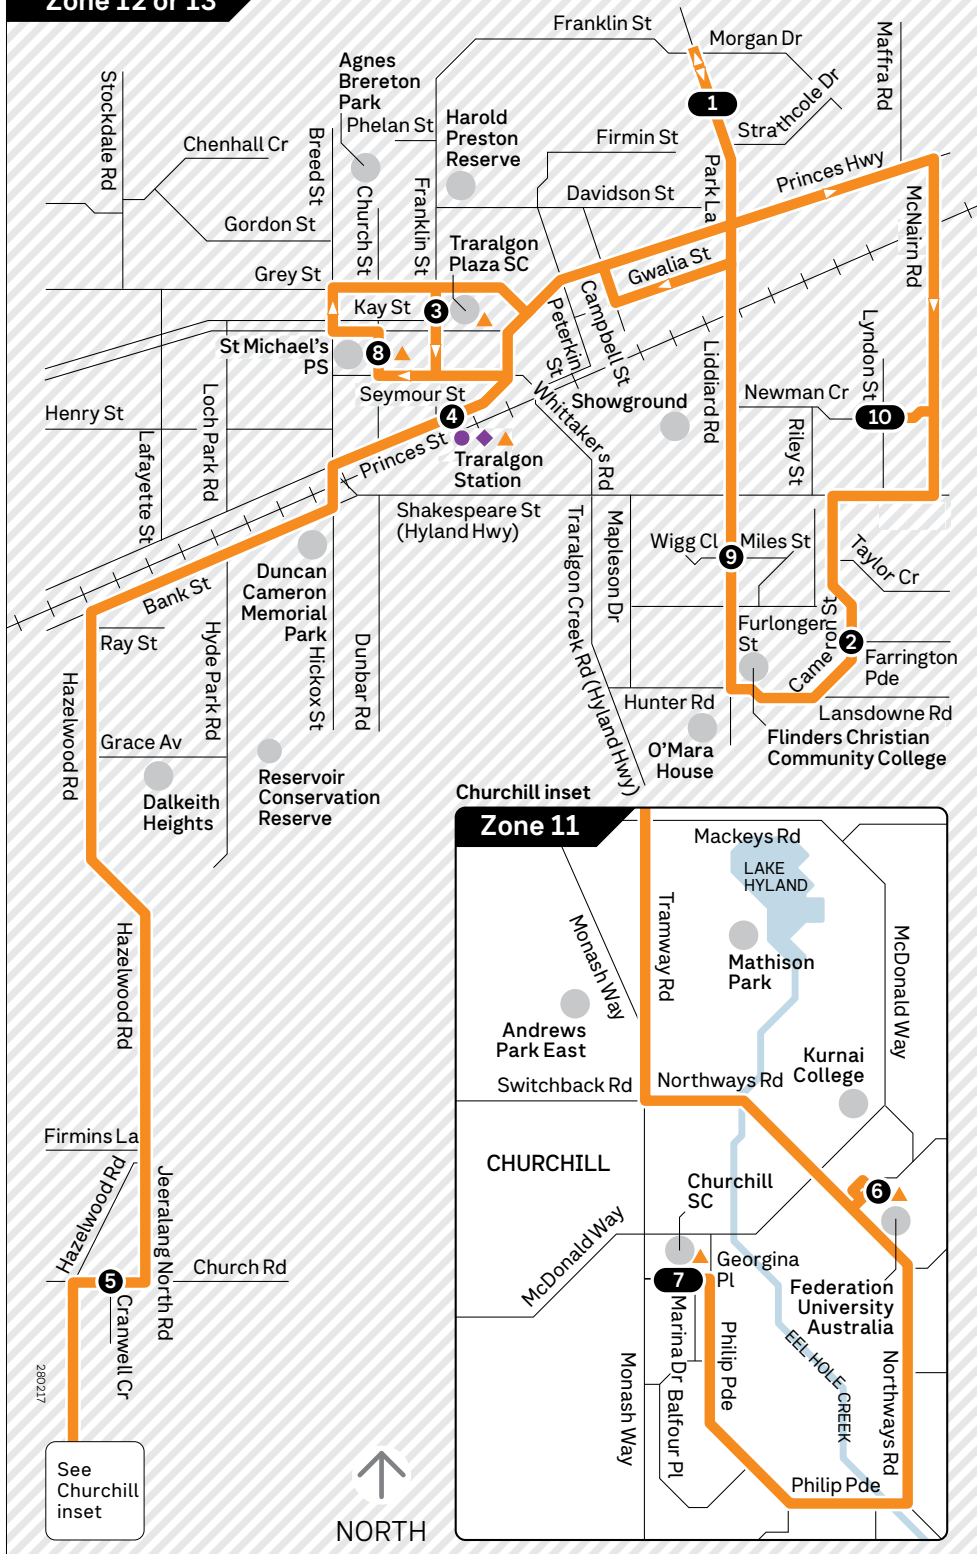 Zone 12 or 13
Franklin St
Morgan Dr
Maffra Rd
Agnes
Brereton
Park
Stockdale Rd
Phelan St
Harold
Preston
Reserve
1
Strathcole Dr
Chenhall Cr
Breed St
Firmin St
Park La
Princes Hwy
Church St
Franklin St
Davidson St
McNairn Rd
Gordon St
Traralgon
Plaza SC
Grey St
Gwalia St
Kay St
3
Campbell St
Peterkin
St
Lyndon St
St Michael's
PS
8
Liddiard Rd
Seymour St
Whittakers Rd
Newman Cr
Henry St
Loch Park Rd
4
Showground
10
Lafayette St
Princes St
Traralgon
Station
Riley St
Shakespeare St
(Hyland Hwy)
Traralgon Creek Rd (Hyland Hwy)
Mapleson Dr
Wigg Cl
9
Miles St
Taylor Cr
Duncan
Cameron
Memorial
Park
Bank St
Furlonger
St
Cameron St
2
Farrington
Pde
Ray St
Hyde Park Rd
Hickox St
Dunbar Rd
Hazelwood Rd
Hunter Rd
Lansdowne Rd
Grace Av
O'Mara
House
Flinders Christian
Community College
Dalkeith
Heights
Reservoir
Conservation
Reserve
Churchill inset
Zone 11
Mackeys Rd
LAKE
HYLAND
Tramway Rd
Monash Way
McDonald Way
Hazelwood Rd
Mathison
Park
Andrews
Park East
Kurnai
College
Switchback Rd
Northways Rd
Firmins La
CHURCHILL
Hazelwood Rd
Jeeralang North Rd
Churchill
SC
6
McDonald Way
Church Rd
5
Georgina
Pl
7
Federation
University
Australia
Cranwell Cr
Marina Dr
Philip Pde
EEL HOLE CREEK
Northways Rd
Monash Way
Balfour Pl
280217
See
Churchill
inset
Philip Pde
NORTH